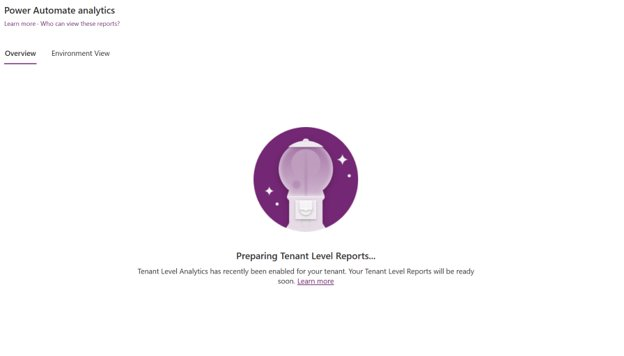 Power Automate analytics
Learn more · Who can view these reports?
Overview Environment View
Preparing Tenant Level Reports...
Tenant Level Analytics has recently been enabled for your tenant. Your Tenant Level Reports will be ready
soon. Learn more